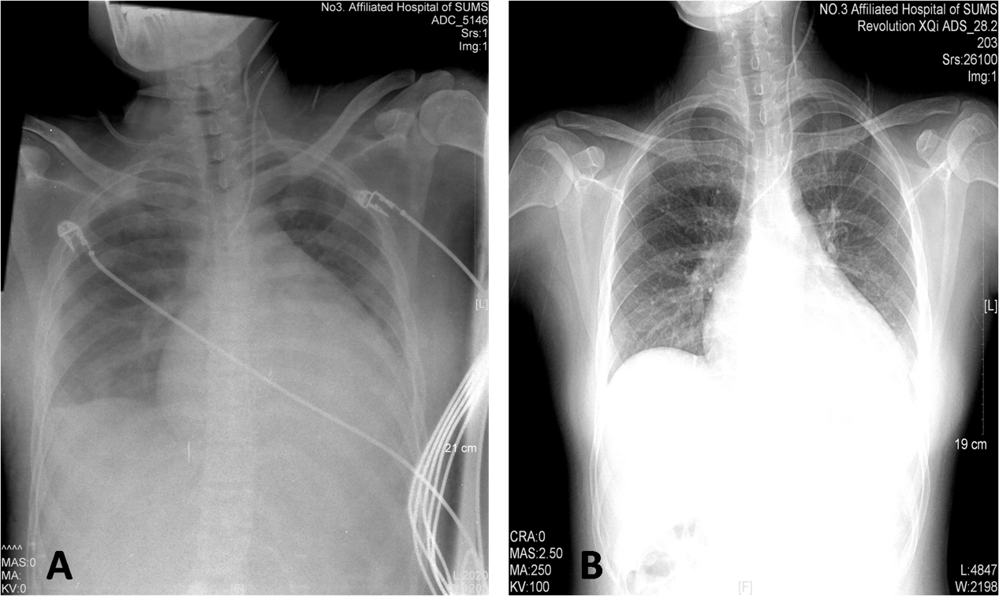 No3. Affiliated Hospital of SUMS
ADC_5146
Srs:1
Img:1
[L]
21 cm
^^^^
MAS:0
MA:
KV:0
A
L:2020
NO.3 Affiliated Hospital of SUMS
Revolution XQi ADS_28.2
203
Srs:26100
Img:1
[L]
19 cm
CRA:0
MAS:2.50
MA:250
KV:100
B
[F]
L:4847
W:2198